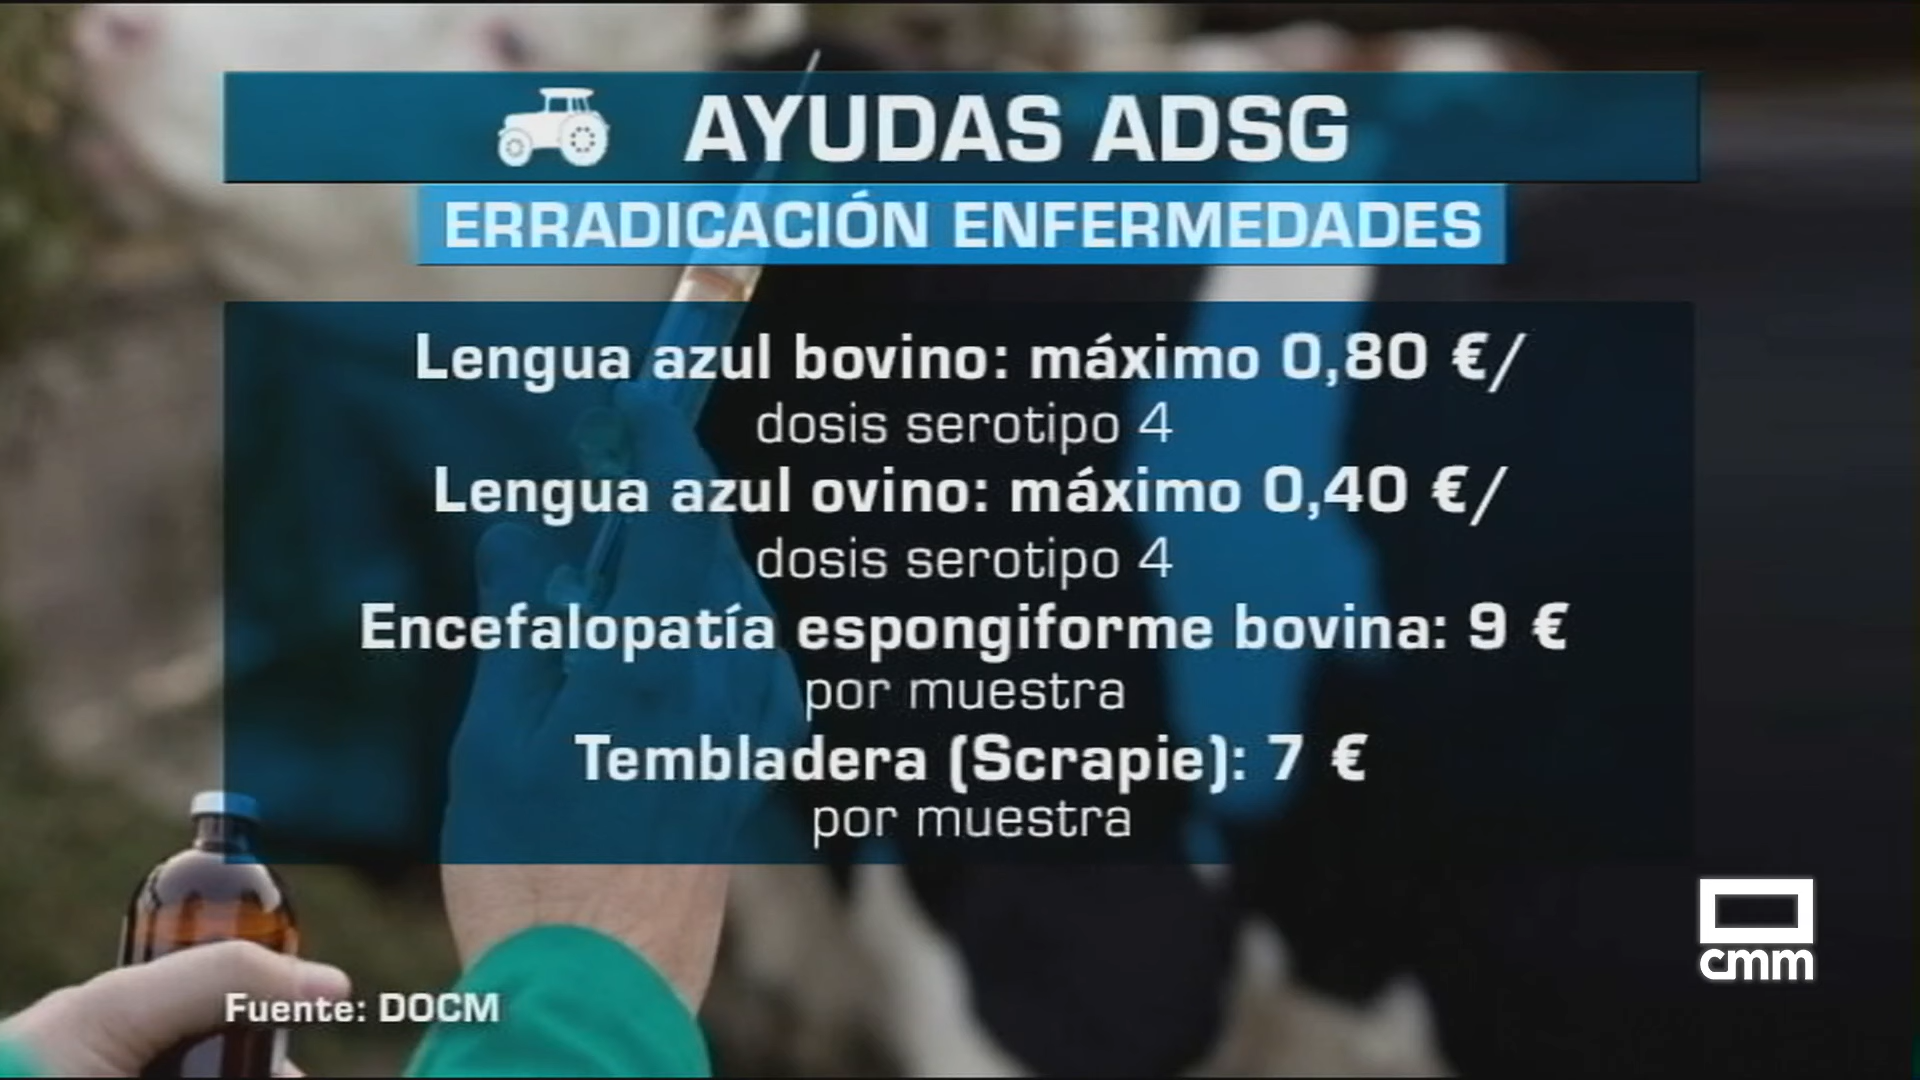 AYUDAS ADSG
ERRADICACIÓN ENFERMEDADES
Lengua azul bovino: máximo 0,80 €/
dosis serotipo 4
Lengua azul ovino: máximo 0,40 €/
dosis serotipo 4
Encefalopatía espongiforme bovina: 9 €
por muestra
Tembladera (Scrapie): 7 €
por muestra
cmm
Fuente: DOCM